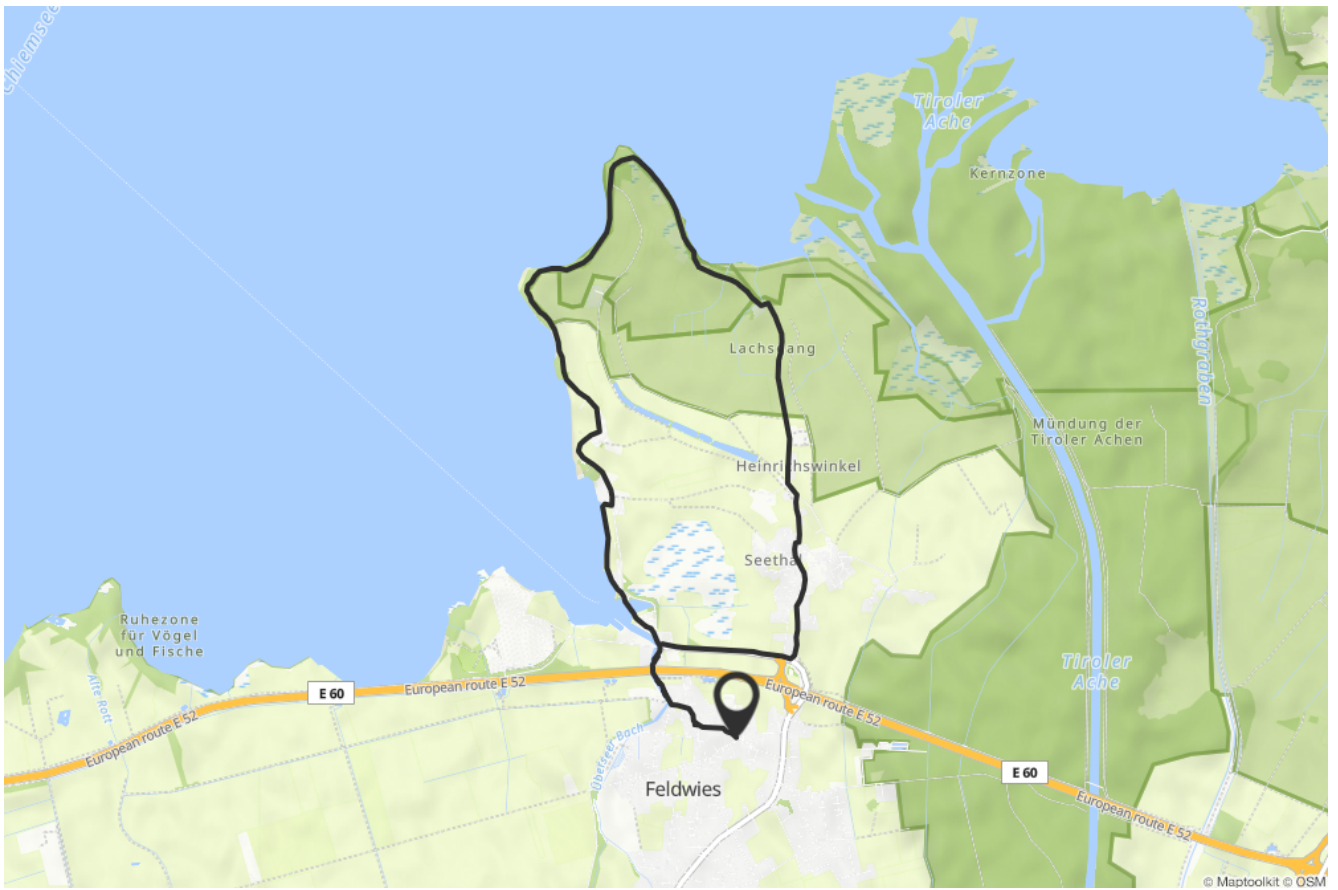 Chiemsee
Tiroler
Ache
Kernzone
Rothgraben
Lachsgang
Mündung der
Tiroler Achen
Heinrichswinkel
Seethal
Ruhezone
für Vögel
und Fische
Tiroler
Ache
Alte Rott
E 60
European route E 52
European route E 52
European route E 52
Übelseer Bach
E 60
Feldwies
European route E 52
© Maptoolkit © OSM